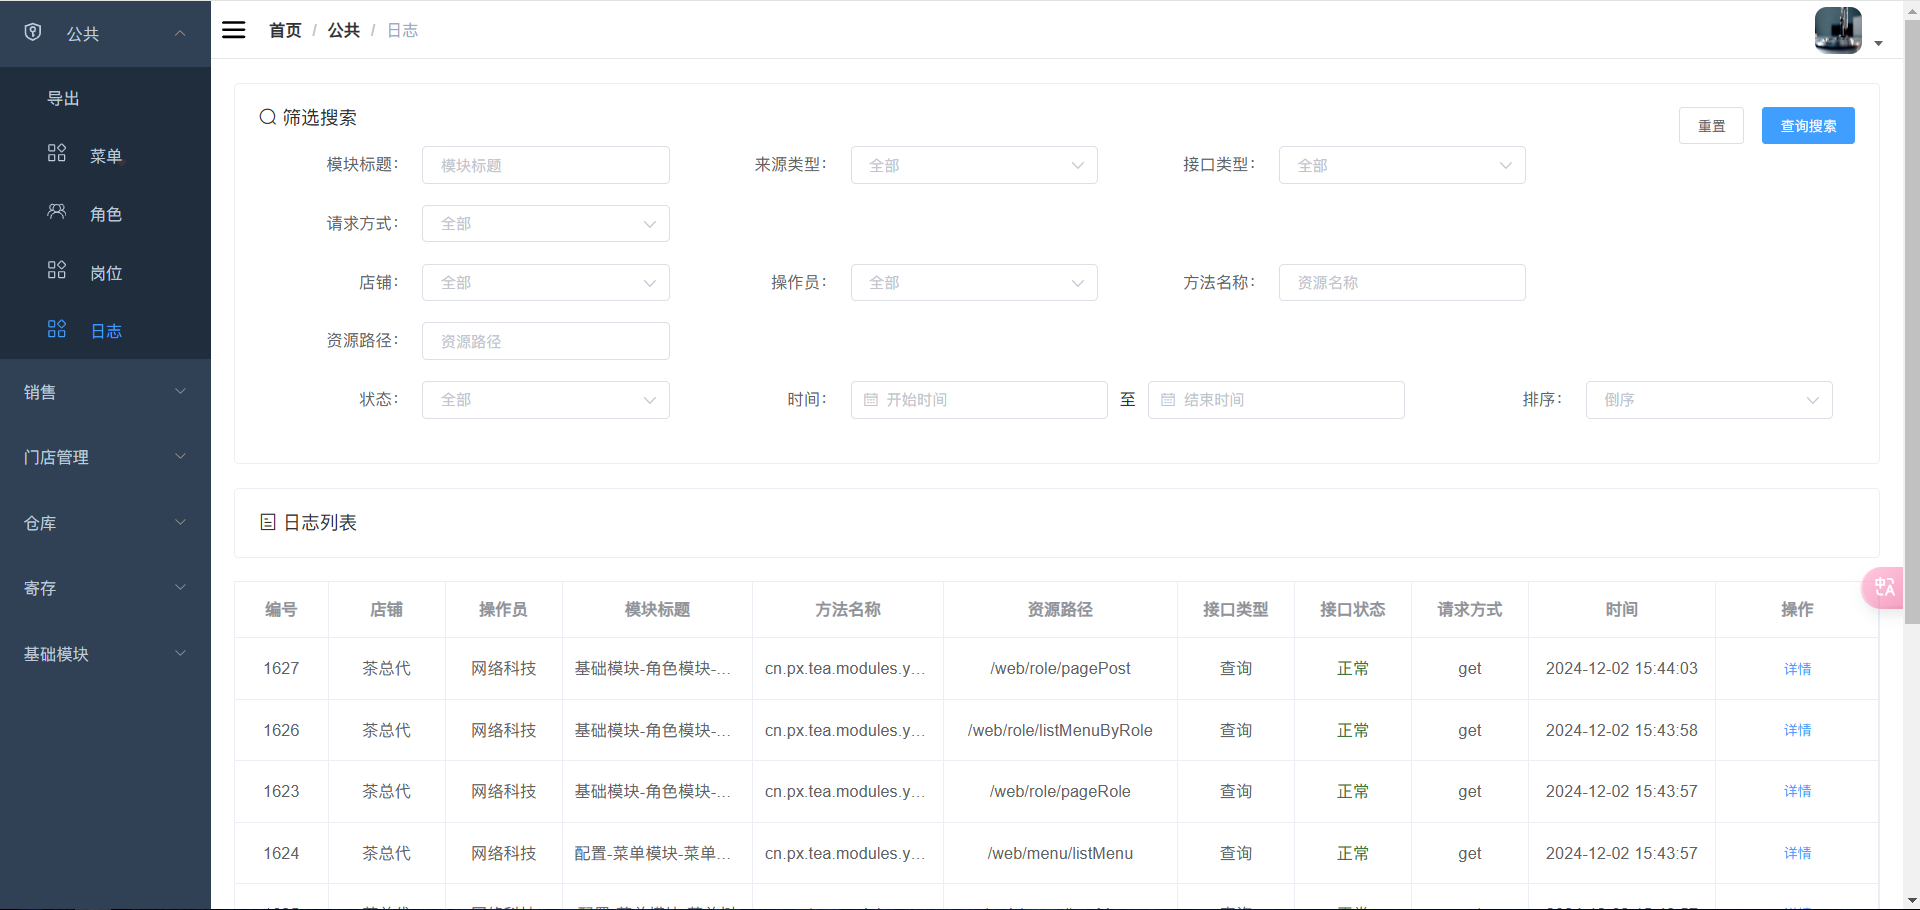 公共
导出
菜单
角色
岗位
日志
销售
门店管理
仓库
寄存
基础模块
首页 / 公共 / 日志
筛选搜索
重置 查询搜索
模块标题： 模块标题 来源类型： 全部 接口类型： 全部
请求方式： 全部
店铺： 全部 操作员： 全部 方法名称： 资源名称
资源路径： 资源路径
状态： 全部 时间： 开始时间 至 结束时间 排序： 倒序
日志列表
编号 店铺 操作员 模块标题 方法名称 资源路径 接口类型 接口状态 请求方式 时间 操作
1627 茶总代 网络科技 基础模块-角色模块-... cn.px.tea.modules.y... /web/role/pagePost 查询 正常 get 2024-12-02 15:44:03 详情
1626 茶总代 网络科技 基础模块-角色模块-... cn.px.tea.modules.y... /web/role/listMenuByRole 查询 正常 get 2024-12-02 15:43:58 详情
1623 茶总代 网络科技 基础模块-角色模块-... cn.px.tea.modules.y... /web/role/pageRole 查询 正常 get 2024-12-02 15:43:57 详情
1624 茶总代 网络科技 配置-菜单模块-菜单... cn.px.tea.modules.y... /web/menu/listMenu 查询 正常 get 2024-12-02 15:43:57 详情